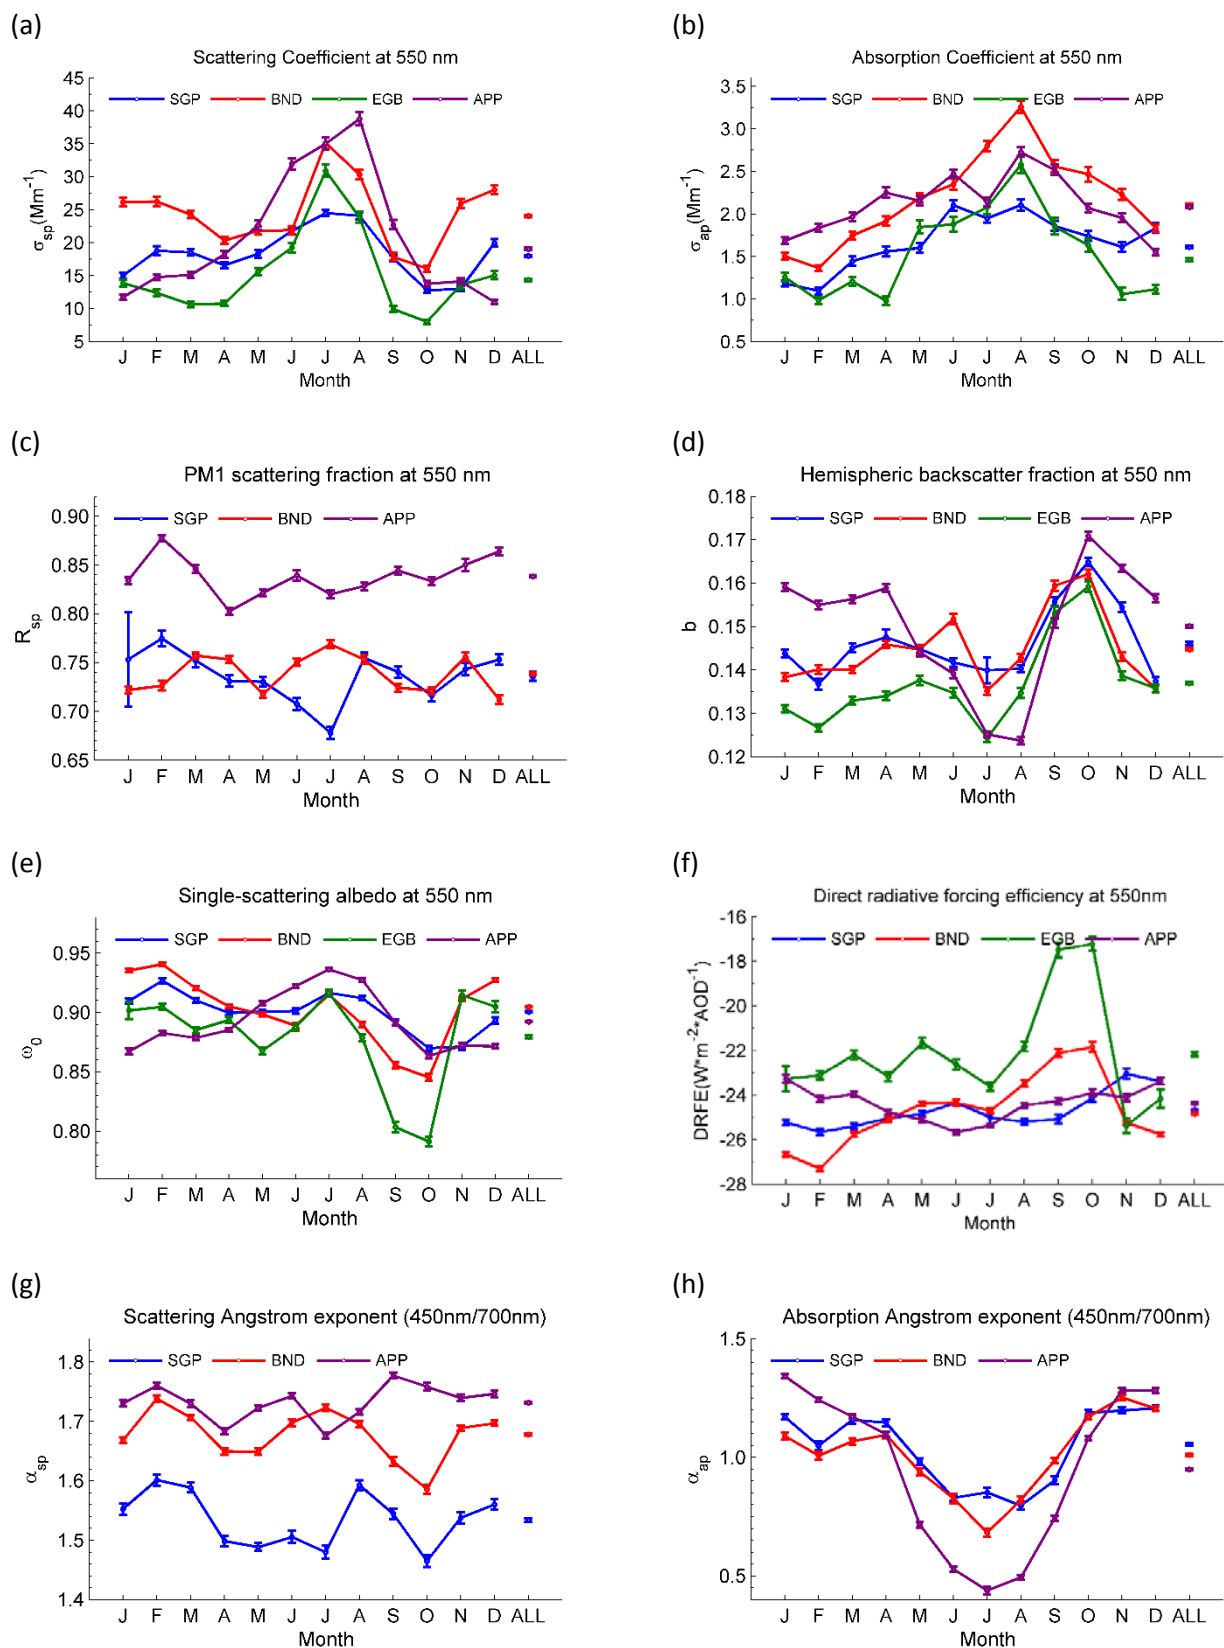 (a)
Scattering Coefficient at 550 nm
SGP BND EGB APP
45
40
35
30
25
20
15
10
5
σsp(Mm-1)
J F M A M J J A S O N D ALL
Month
(b)
Absorption Coefficient at 550 nm
SGP BND EGB APP
3.5
3.0
2.5
2.0
1.5
1.0
0.5
σap(Mm-1)
J F M A M J J A S O N D ALL
Month
(c)
PM1 scattering fraction at 550 nm
SGP BND APP
0.90
0.85
0.80
0.75
0.70
0.65
Rsp
J F M A M J J A S O N D ALL
Month
(d)
Hemispheric backscatter fraction at 550 nm
SGP BND EGB APP
0.18
0.17
0.16
0.15
0.14
0.13
0.12
b
J F M A M J J A S O N D ALL
Month
(e)
Single-scattering albedo at 550 nm
SGP BND EGB APP
0.95
0.90
0.85
0.80
ω0
J F M A M J J A S O N D ALL
Month
(f)
Direct radiative forcing efficiency at 550nm
SGP BND EGB APP
-16
-18
-20
-22
-24
-26
-28
DRFE(W*m-2*AOD-1)
J F M A M J J A S O N D ALL
Month
(g)
Scattering Angstrom exponent (450nm/700nm)
SGP BND APP
1.8
1.7
1.6
1.5
1.4
αsp
J F M A M J J A S O N D ALL
Month
(h)
Absorption Angstrom exponent (450nm/700nm)
SGP BND APP
1.5
1.0
0.5
αap
J F M A M J J A S O N D ALL
Month